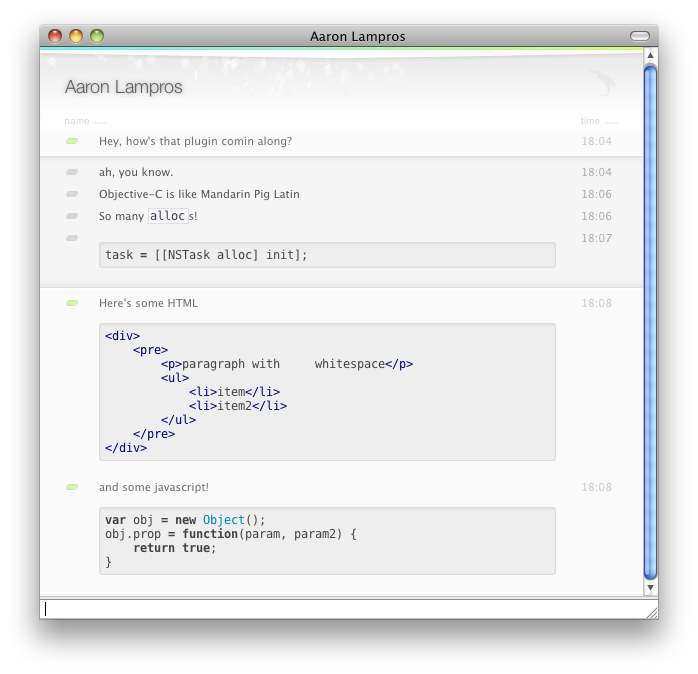 Aaron Lampros
Aaron Lampros
name time
Hey, how's that plugin comin along? 18:04
ah, you know. 18:04
Objective-C is like Mandarin Pig Latin 18:06
So many allocs! 18:06
18:07
task = [[NSTask alloc] init];
Here's some HTML 18:08
<div>
    <pre>
        <p>paragraph with     whitespace</p>
        <ul>
            <li>item</li>
            <li>item2</li>
        </ul>
    </pre>
</div>
and some javascript! 18:08
var obj = new Object();
obj.prop = function(param, param2) {
    return true;
}